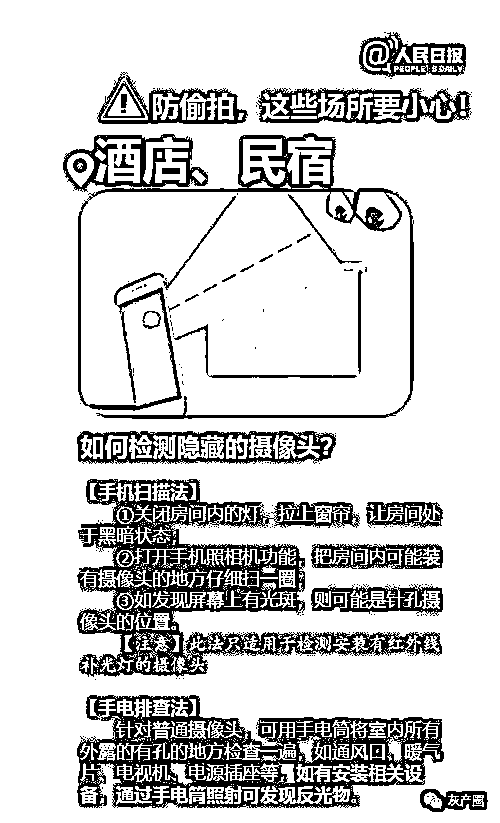 @人民日报
PEOPLE'S DAILY
防偷拍，这些场所要小心！
酒店、民宿
如何检测隐藏的摄像头？
【手机扫描法】
①关闭房间内的灯，拉上窗帘，让房间处
于黑暗状态；
②打开手机照相机功能，把房间内可能装
有摄像头的地方仔细扫一圈；
③如发现屏幕上有光斑，则可能是针孔摄
像头的位置。
【注意】此法只适用于检测安装有红外线
补光灯的摄像头
【手电排查法】
针对普通摄像头，可用手电筒将室内所有
外露的有孔的地方检查一遍，如通风口、暖气
片、电视机、电源插座等，如有安装相关设
备，通过手电筒照射可发现反光物。
灰产圈